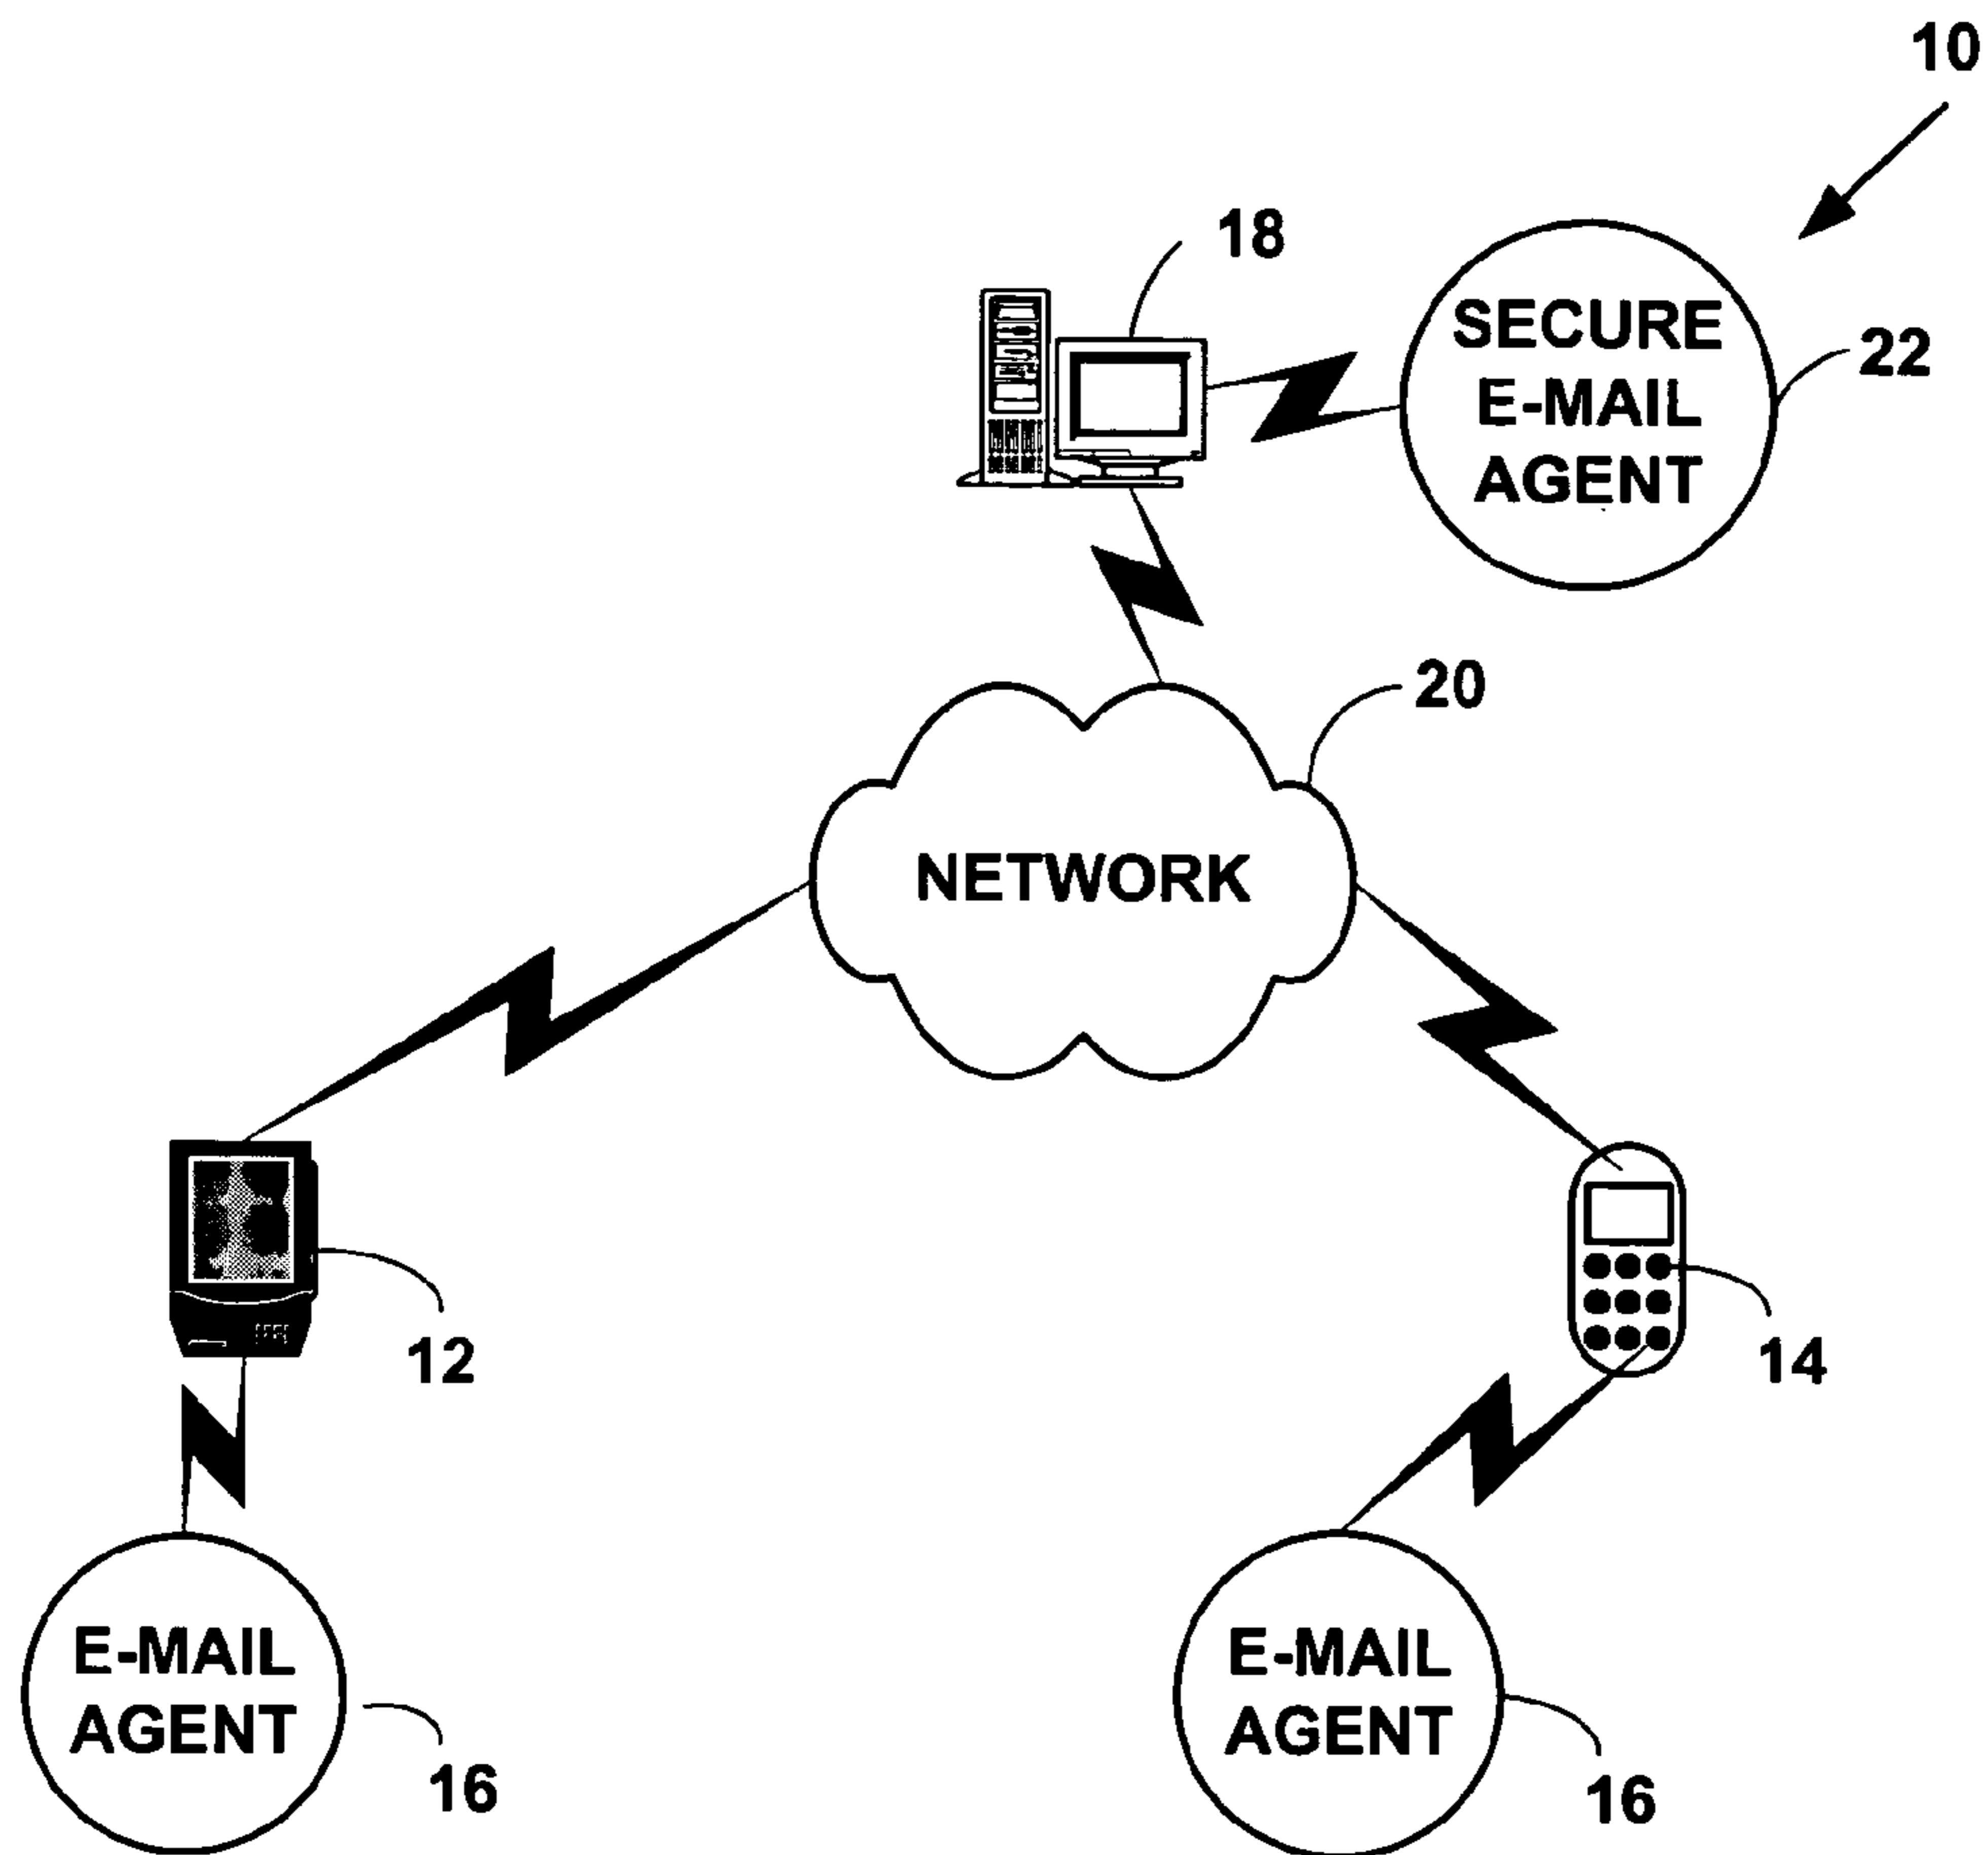 10
18
SECURE
E-MAIL
AGENT
22
20
NETWORK
12
14
E-MAIL
AGENT
16
E-MAIL
AGENT
16